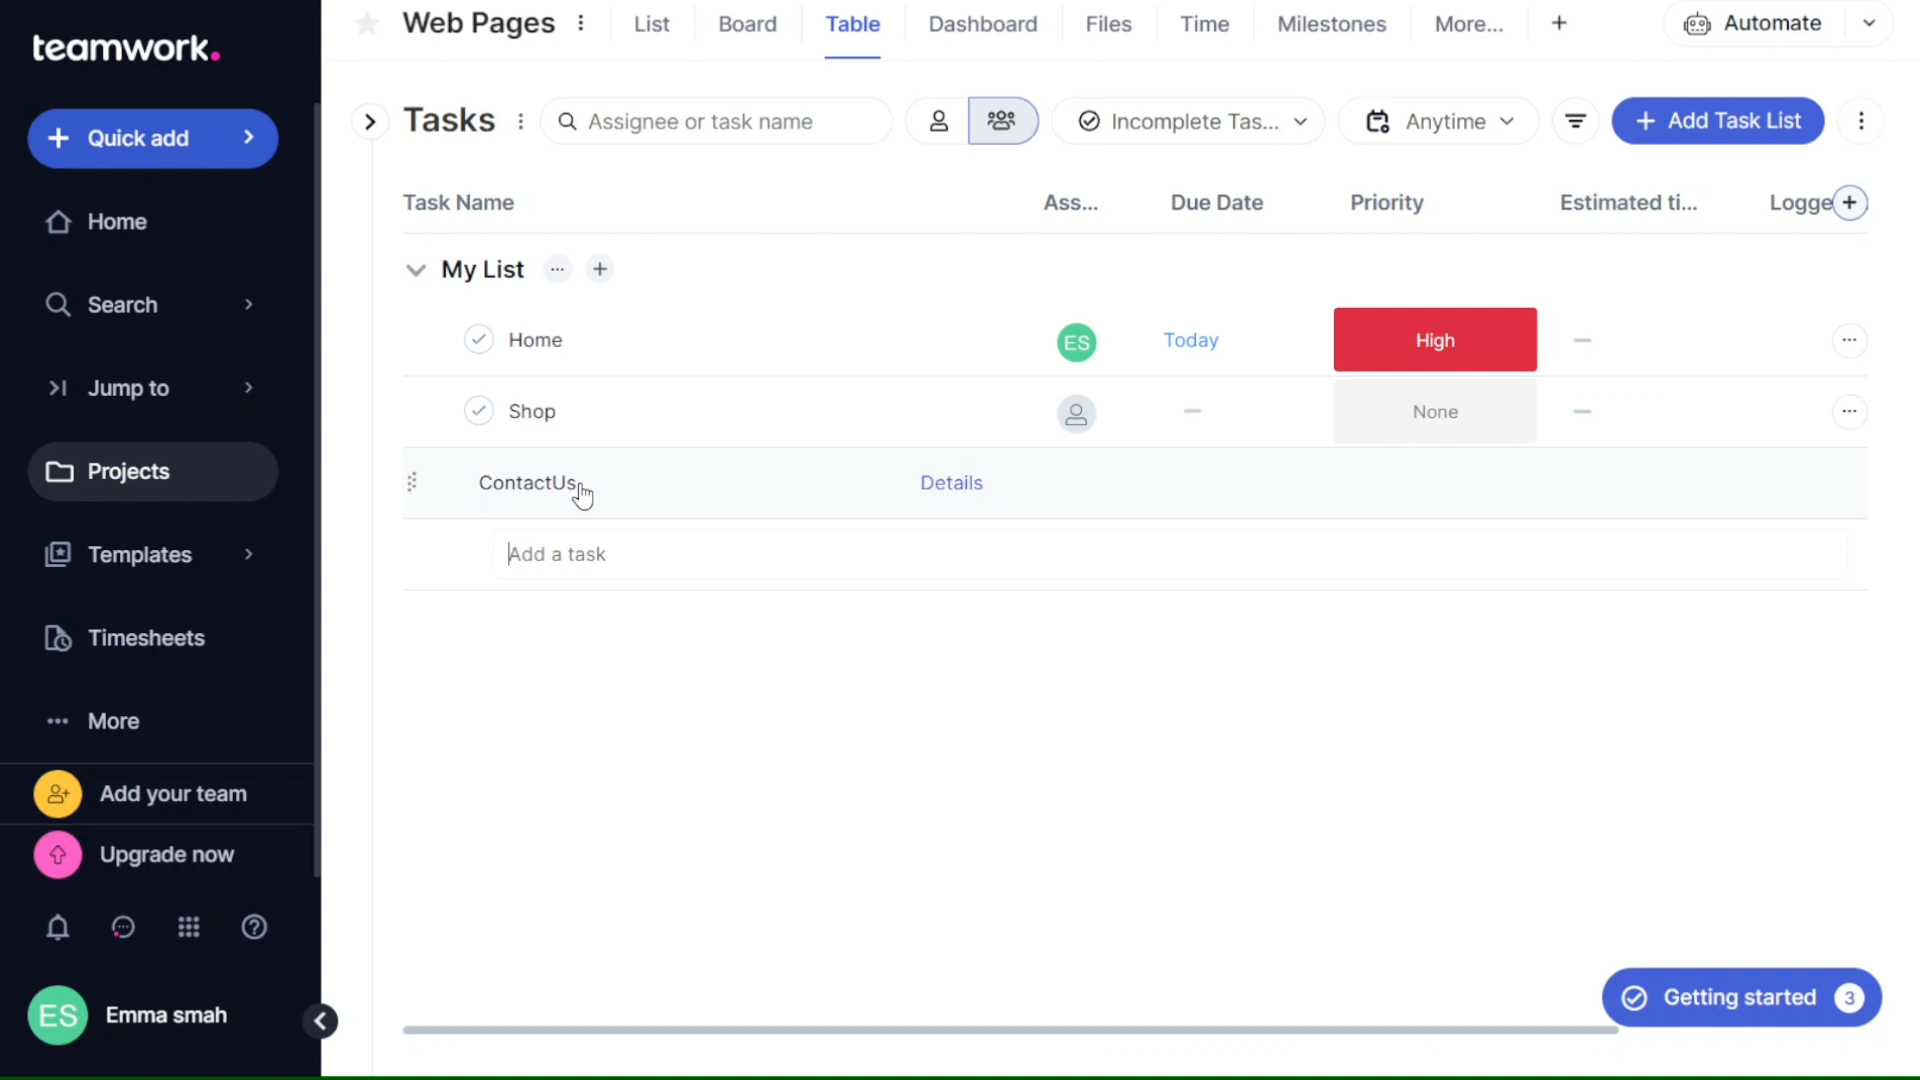 teamwork.
Quick add
Home
Search
Jump to
Projects
Templates
Timesheets
More
Add your team
Upgrade now
ES Emma smah
Web Pages List Board Table Dashboard Files Time Milestones More... + Automate
Tasks Assignee or task name Incomplete Tas... Anytime + Add Task List
Task Name Ass... Due Date Priority Estimated ti... Logge
My List
Home ES Today High
Shop None
ContactUs Details
Add a task
Getting started 3